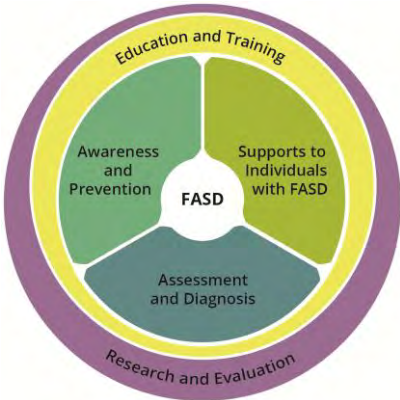 Education and Training
Awareness
and
Prevention
Supports to
Individuals
with FASD
FASD
Assessment
and Diagnosis
Research and Evaluation